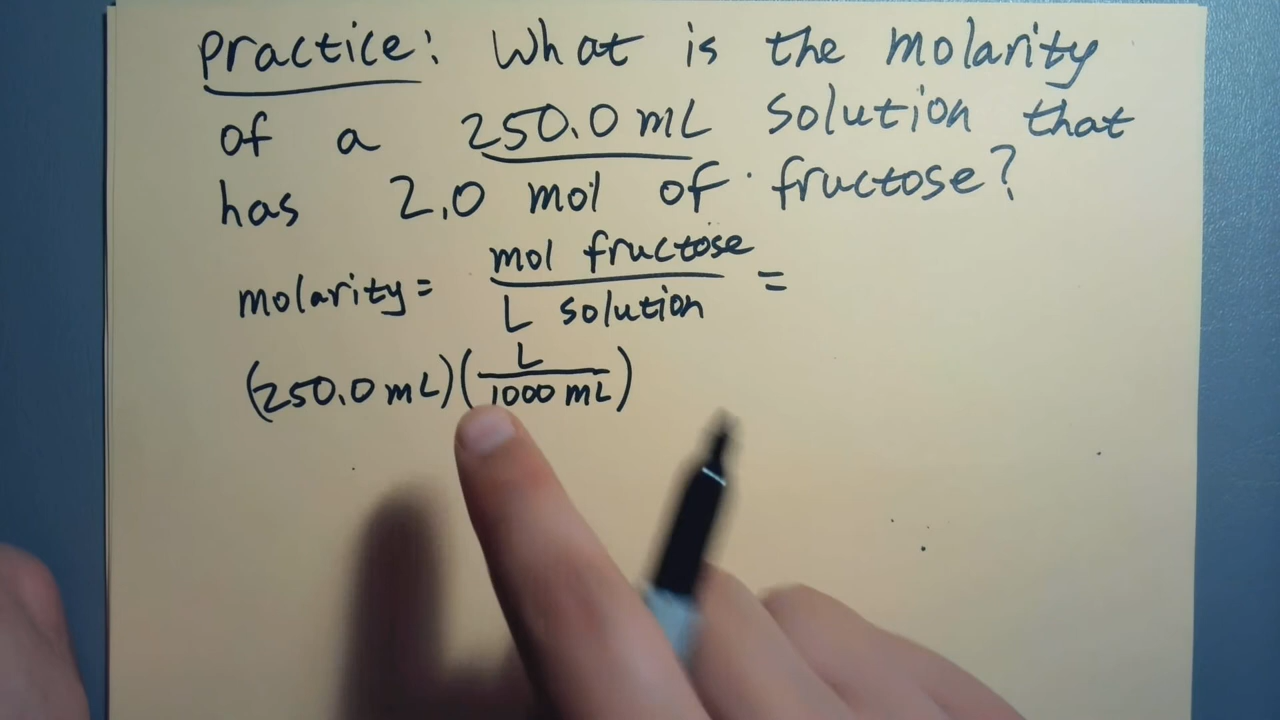 practice: What is the molarity
of a 250.0 mL solution that
has 2.0 mol of fructose?
molarity = mol fructose / L solution =
(250.0 mL) (L / 1000 mL)